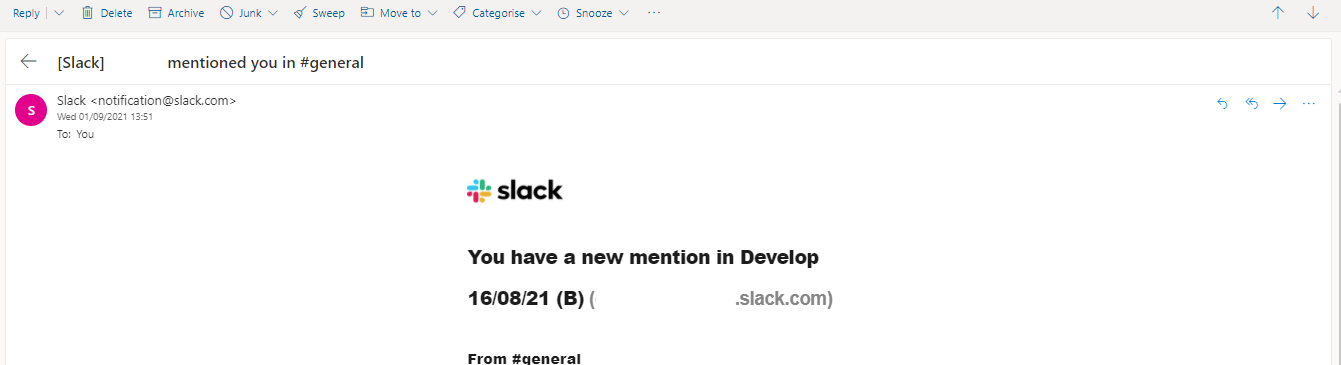 Reply Delete Archive Junk Sweep Move to Categorise Snooze ...
[Slack] mentioned you in #general
S
Slack <notification@slack.com>
Wed 01/09/2021 13:51
To: You
slack
You have a new mention in Develop
16/08/21 (B) ( .slack.com)
From #general